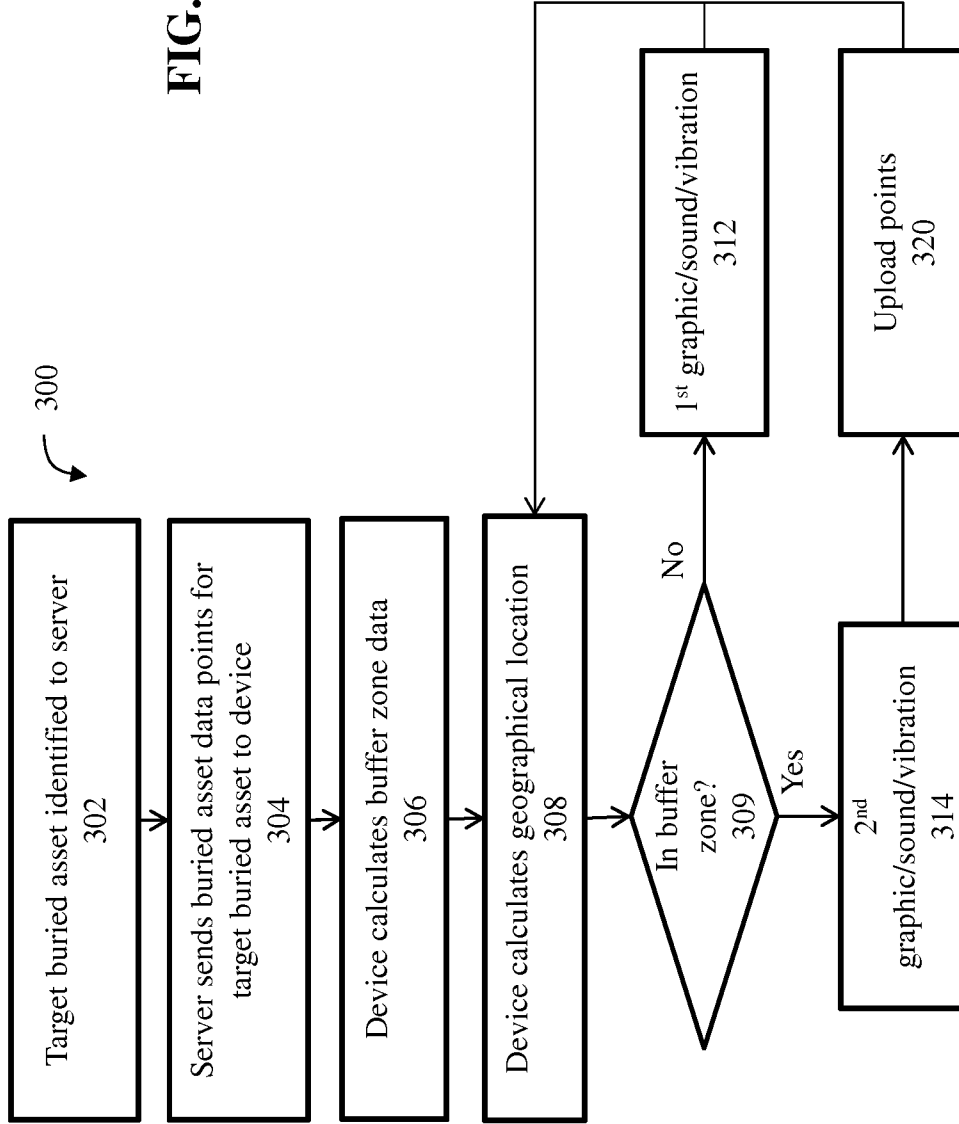 FIG.
300
Target buried asset identified to server
302
Server sends buried asset data points for
target buried asset to device
304
Device calculates buffer zone data
306
Device calculates geographical location
308
In buffer
zone?
309
No
1st graphic/sound/vibration
312
Yes
2nd
graphic/sound/vibration
314
Upload points
320